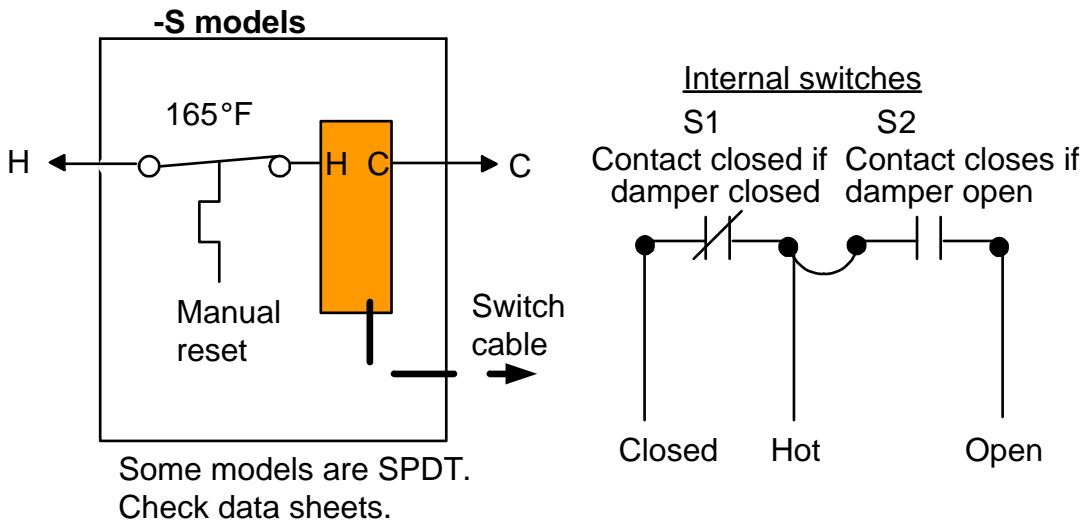 -S models
165°F
H
H C
C
Manual
reset
Switch
cable
Some models are SPDT.
Check data sheets.
Internal switches
S1
Contact closed if
damper closed
S2
Contact closes if
damper open
Closed
Hot
Open